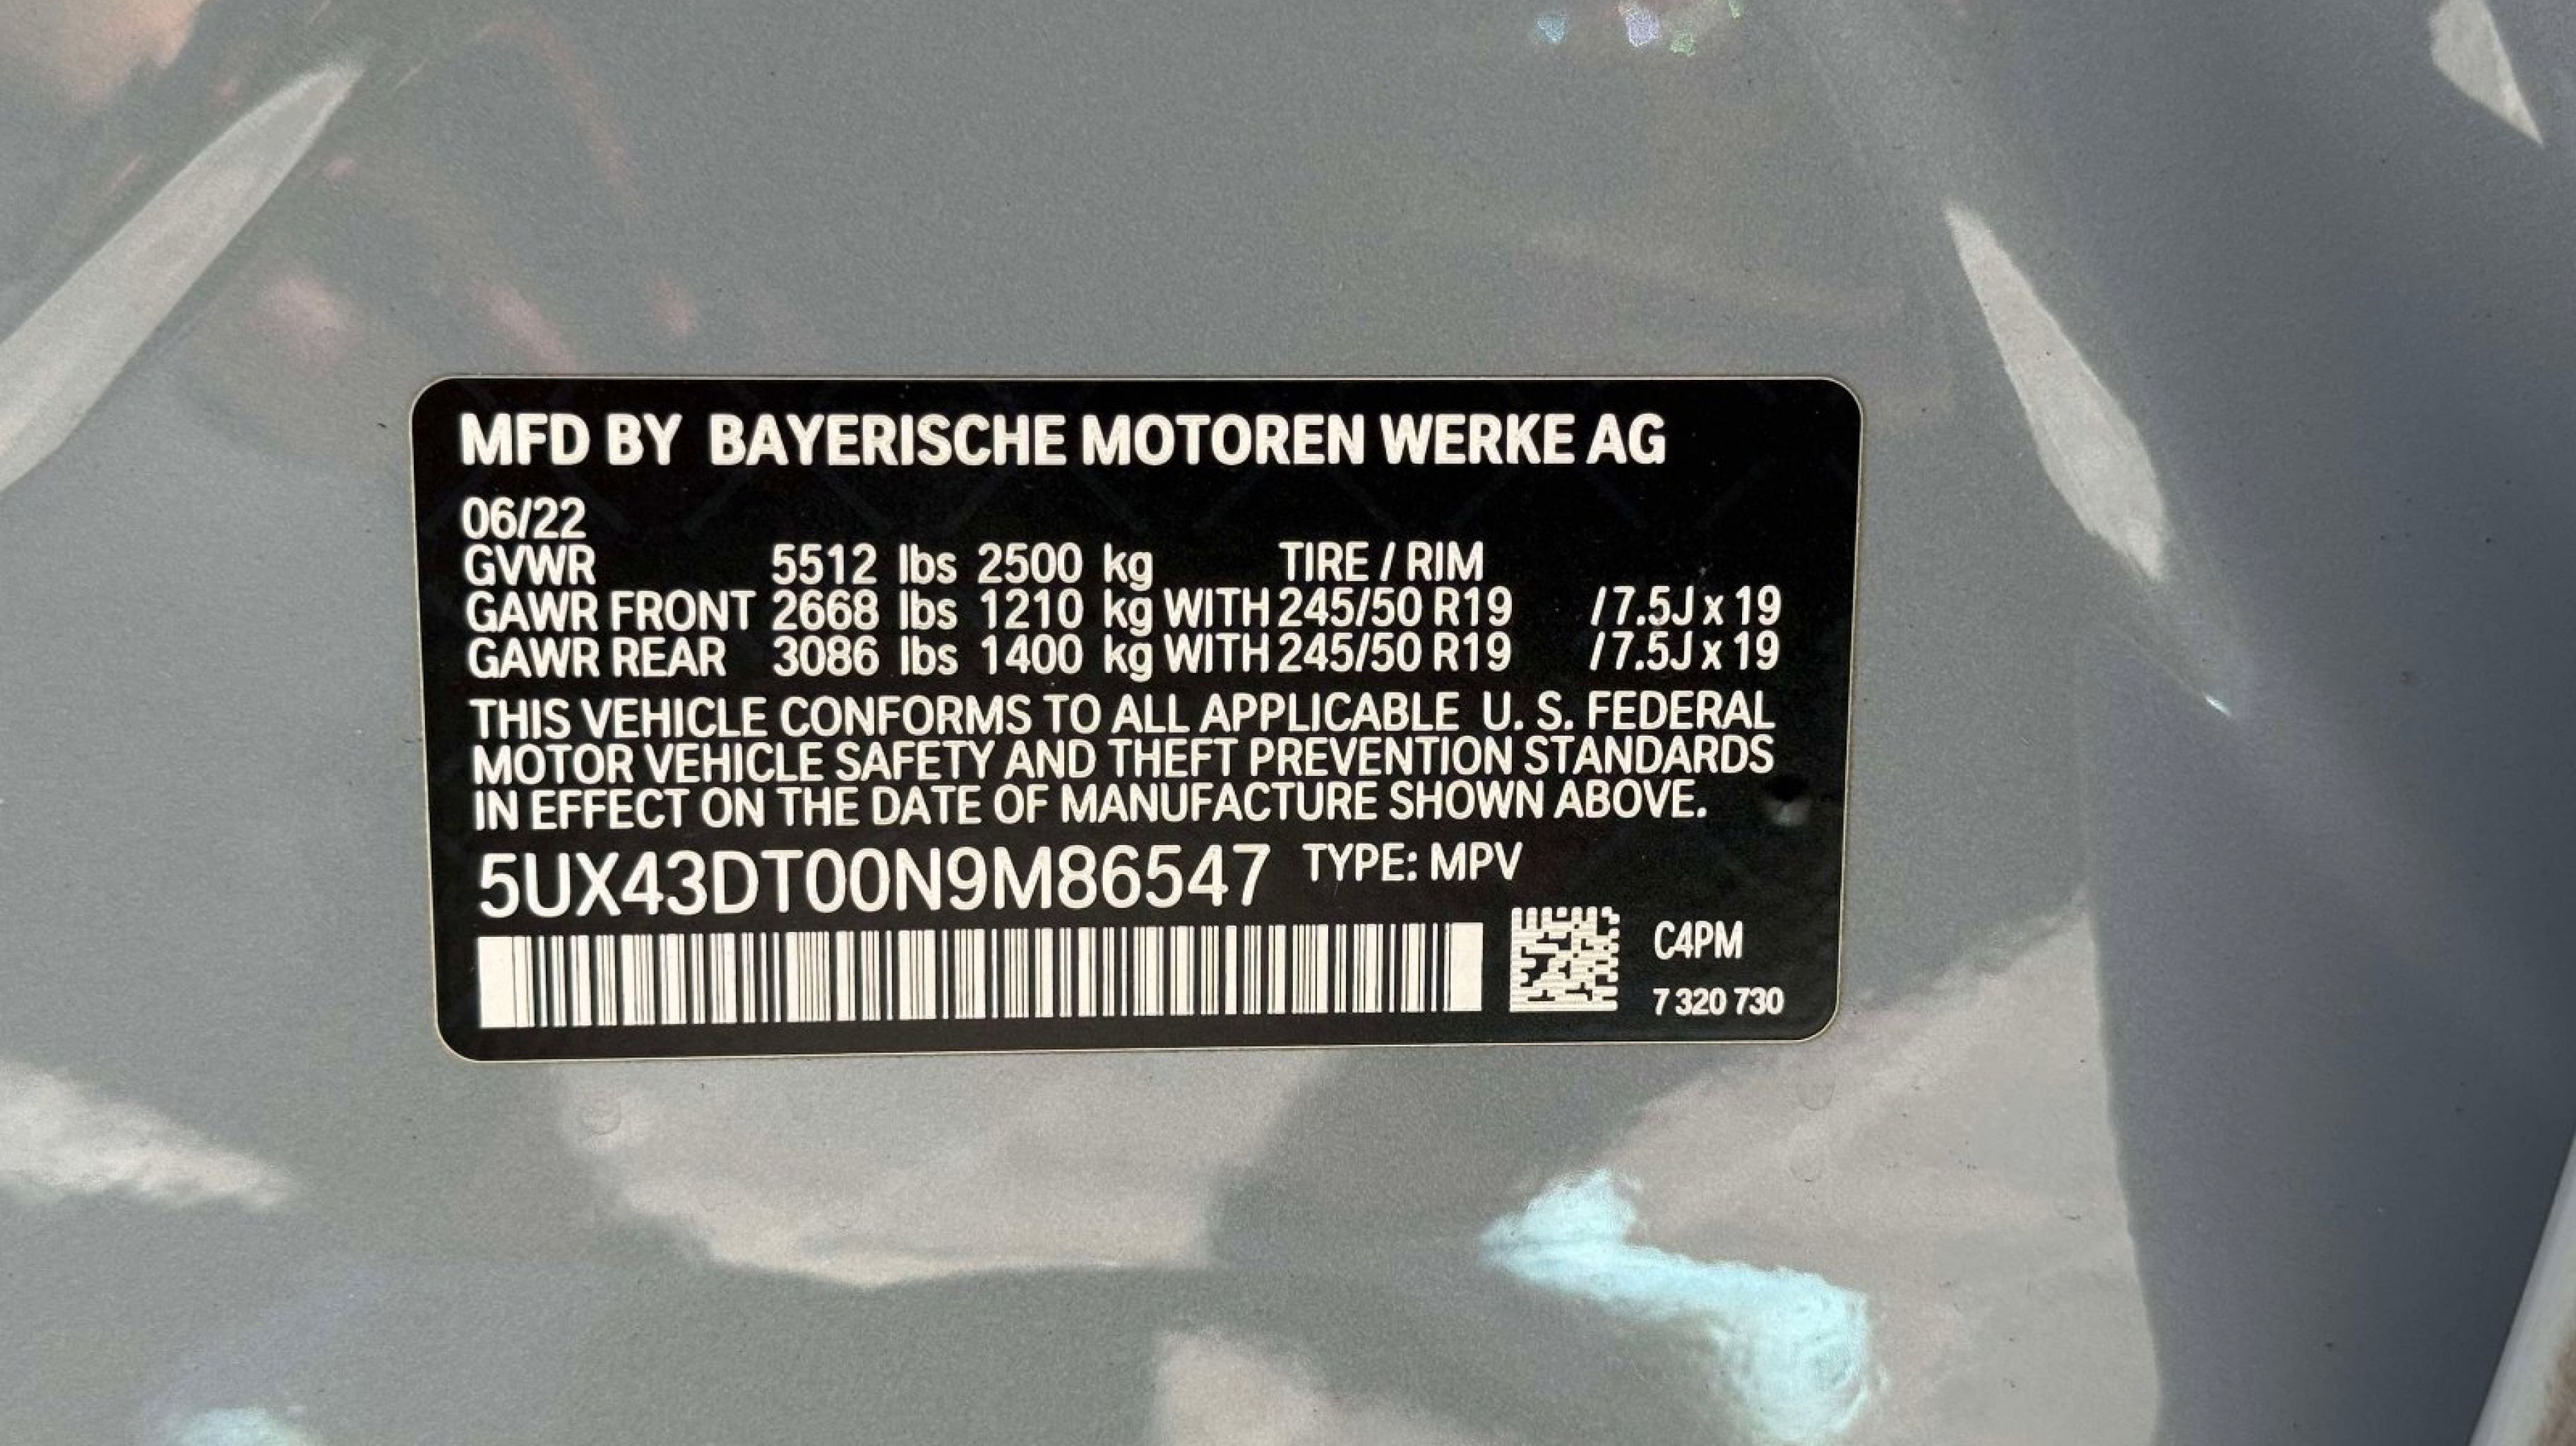 MFD BY BAYERISCHE MOTOREN WERKE AG
06/22
GVWR 5512 lbs 2500 kg TIRE / RIM
GAWR FRONT 2668 lbs 1210 kg WITH 245/50 R19 / 7.5J x 19
GAWR REAR 3086 lbs 1400 kg WITH 245/50 R19 / 7.5J x 19
THIS VEHICLE CONFORMS TO ALL APPLICABLE U. S. FEDERAL
MOTOR VEHICLE SAFETY AND THEFT PREVENTION STANDARDS
IN EFFECT ON THE DATE OF MANUFACTURE SHOWN ABOVE.
5UX43DT00N9M86547 TYPE: MPV
C4PM
7 320 730